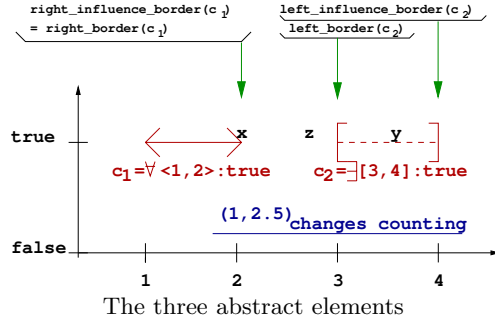 right_influence_border(c₁)
= right_border(c₁)
left_influence_border(c₂)
left_border(c₂)
true
x
z
y
c₁=∀ <1,2>:true
c₂=∃[3,4]:true
(1,2.5)
changes counting
false
1 2 3 4
The three abstract elements